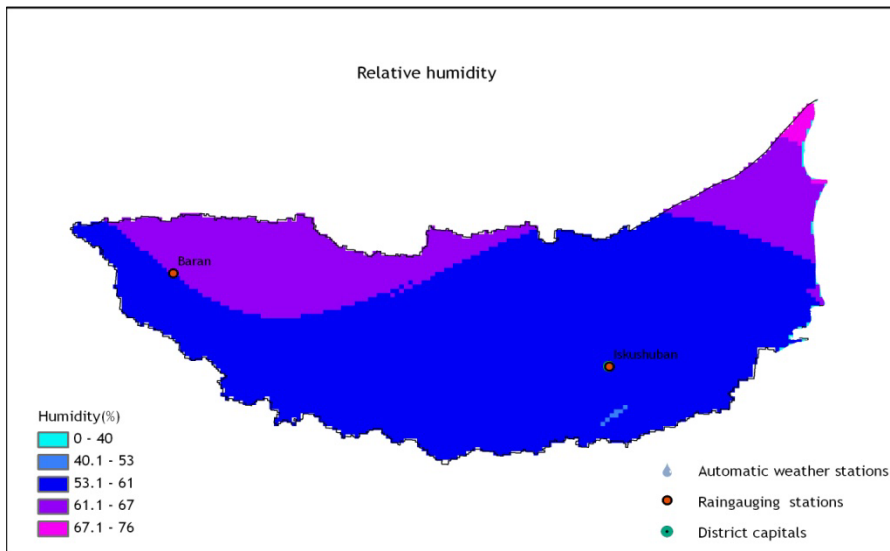 Relative humidity
Baran
Iskushuban
Humidity(%)
0 - 40
40.1 - 53
53.1 - 61
61.1 - 67
67.1 - 76
Automatic weather stations
Raingauging stations
District capitals